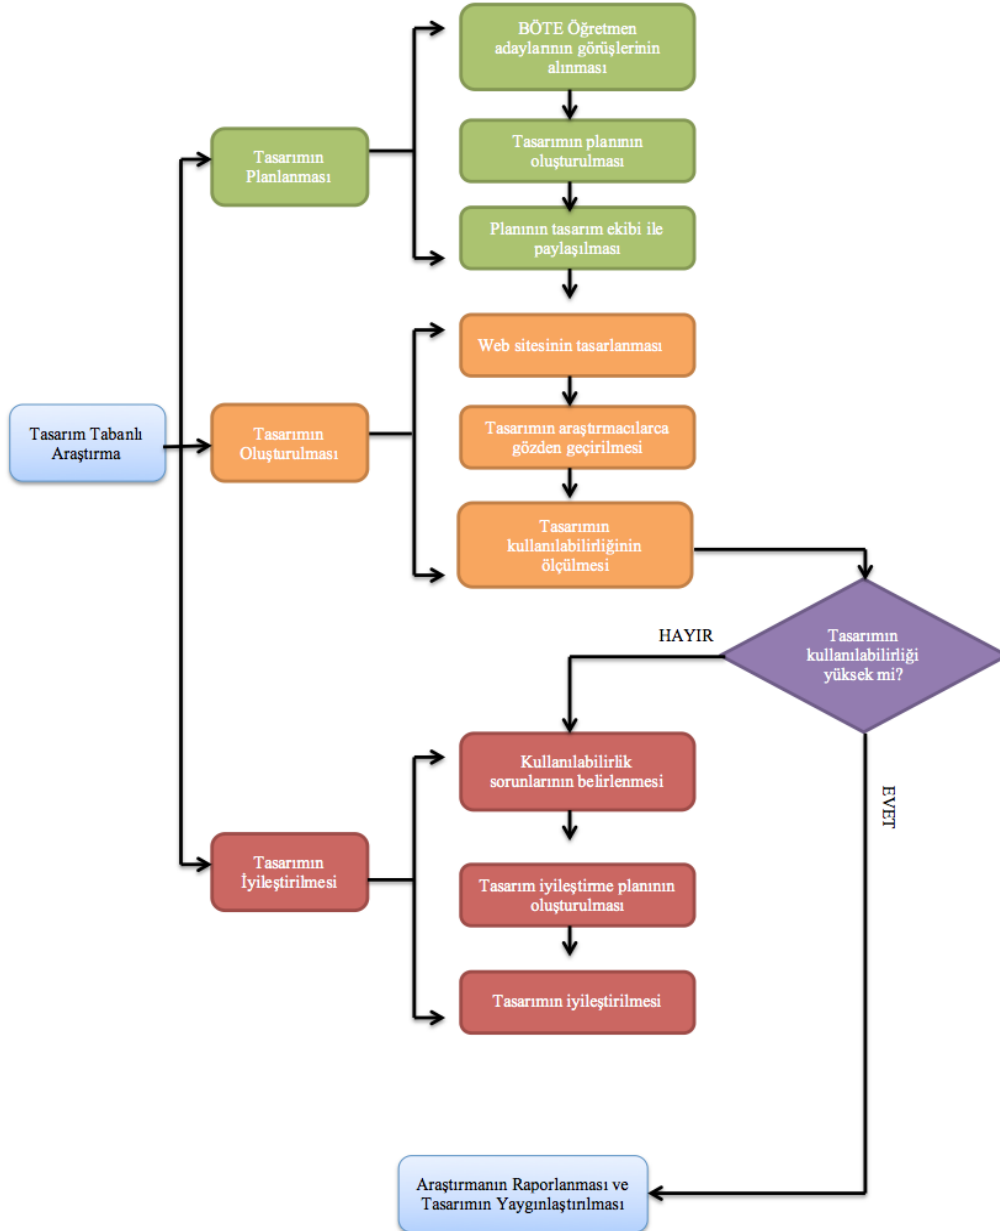 BÖTE Öğretmen
adaylarının görüşlerinin
alınması
Tasarımın
Planlanması
Tasarımın planının
oluşturulması
Planının tasarım ekibi ile
paylaşılması
Web sitesinin tasarlanması
Tasarım Tabanlı
Araştırma
Tasarımın
Oluşturulması
Tasarımın araştırmacılarca
gözden geçirilmesi
Tasarımın
kullanılabilirliğinin
ölçülmesi
HAYIR
Tasarımın
kullanılabilirliği
yüksek mi?
Kullanılabilirlik
sorunlarının belirlenmesi
EVET
Tasarımın
İyileştirilmesi
Tasarım iyileştirme planının
oluşturulması
Tasarımın iyileştirilmesi
Araştırmanın Raporlanması ve
Tasarımın Yaygınlaştırılması